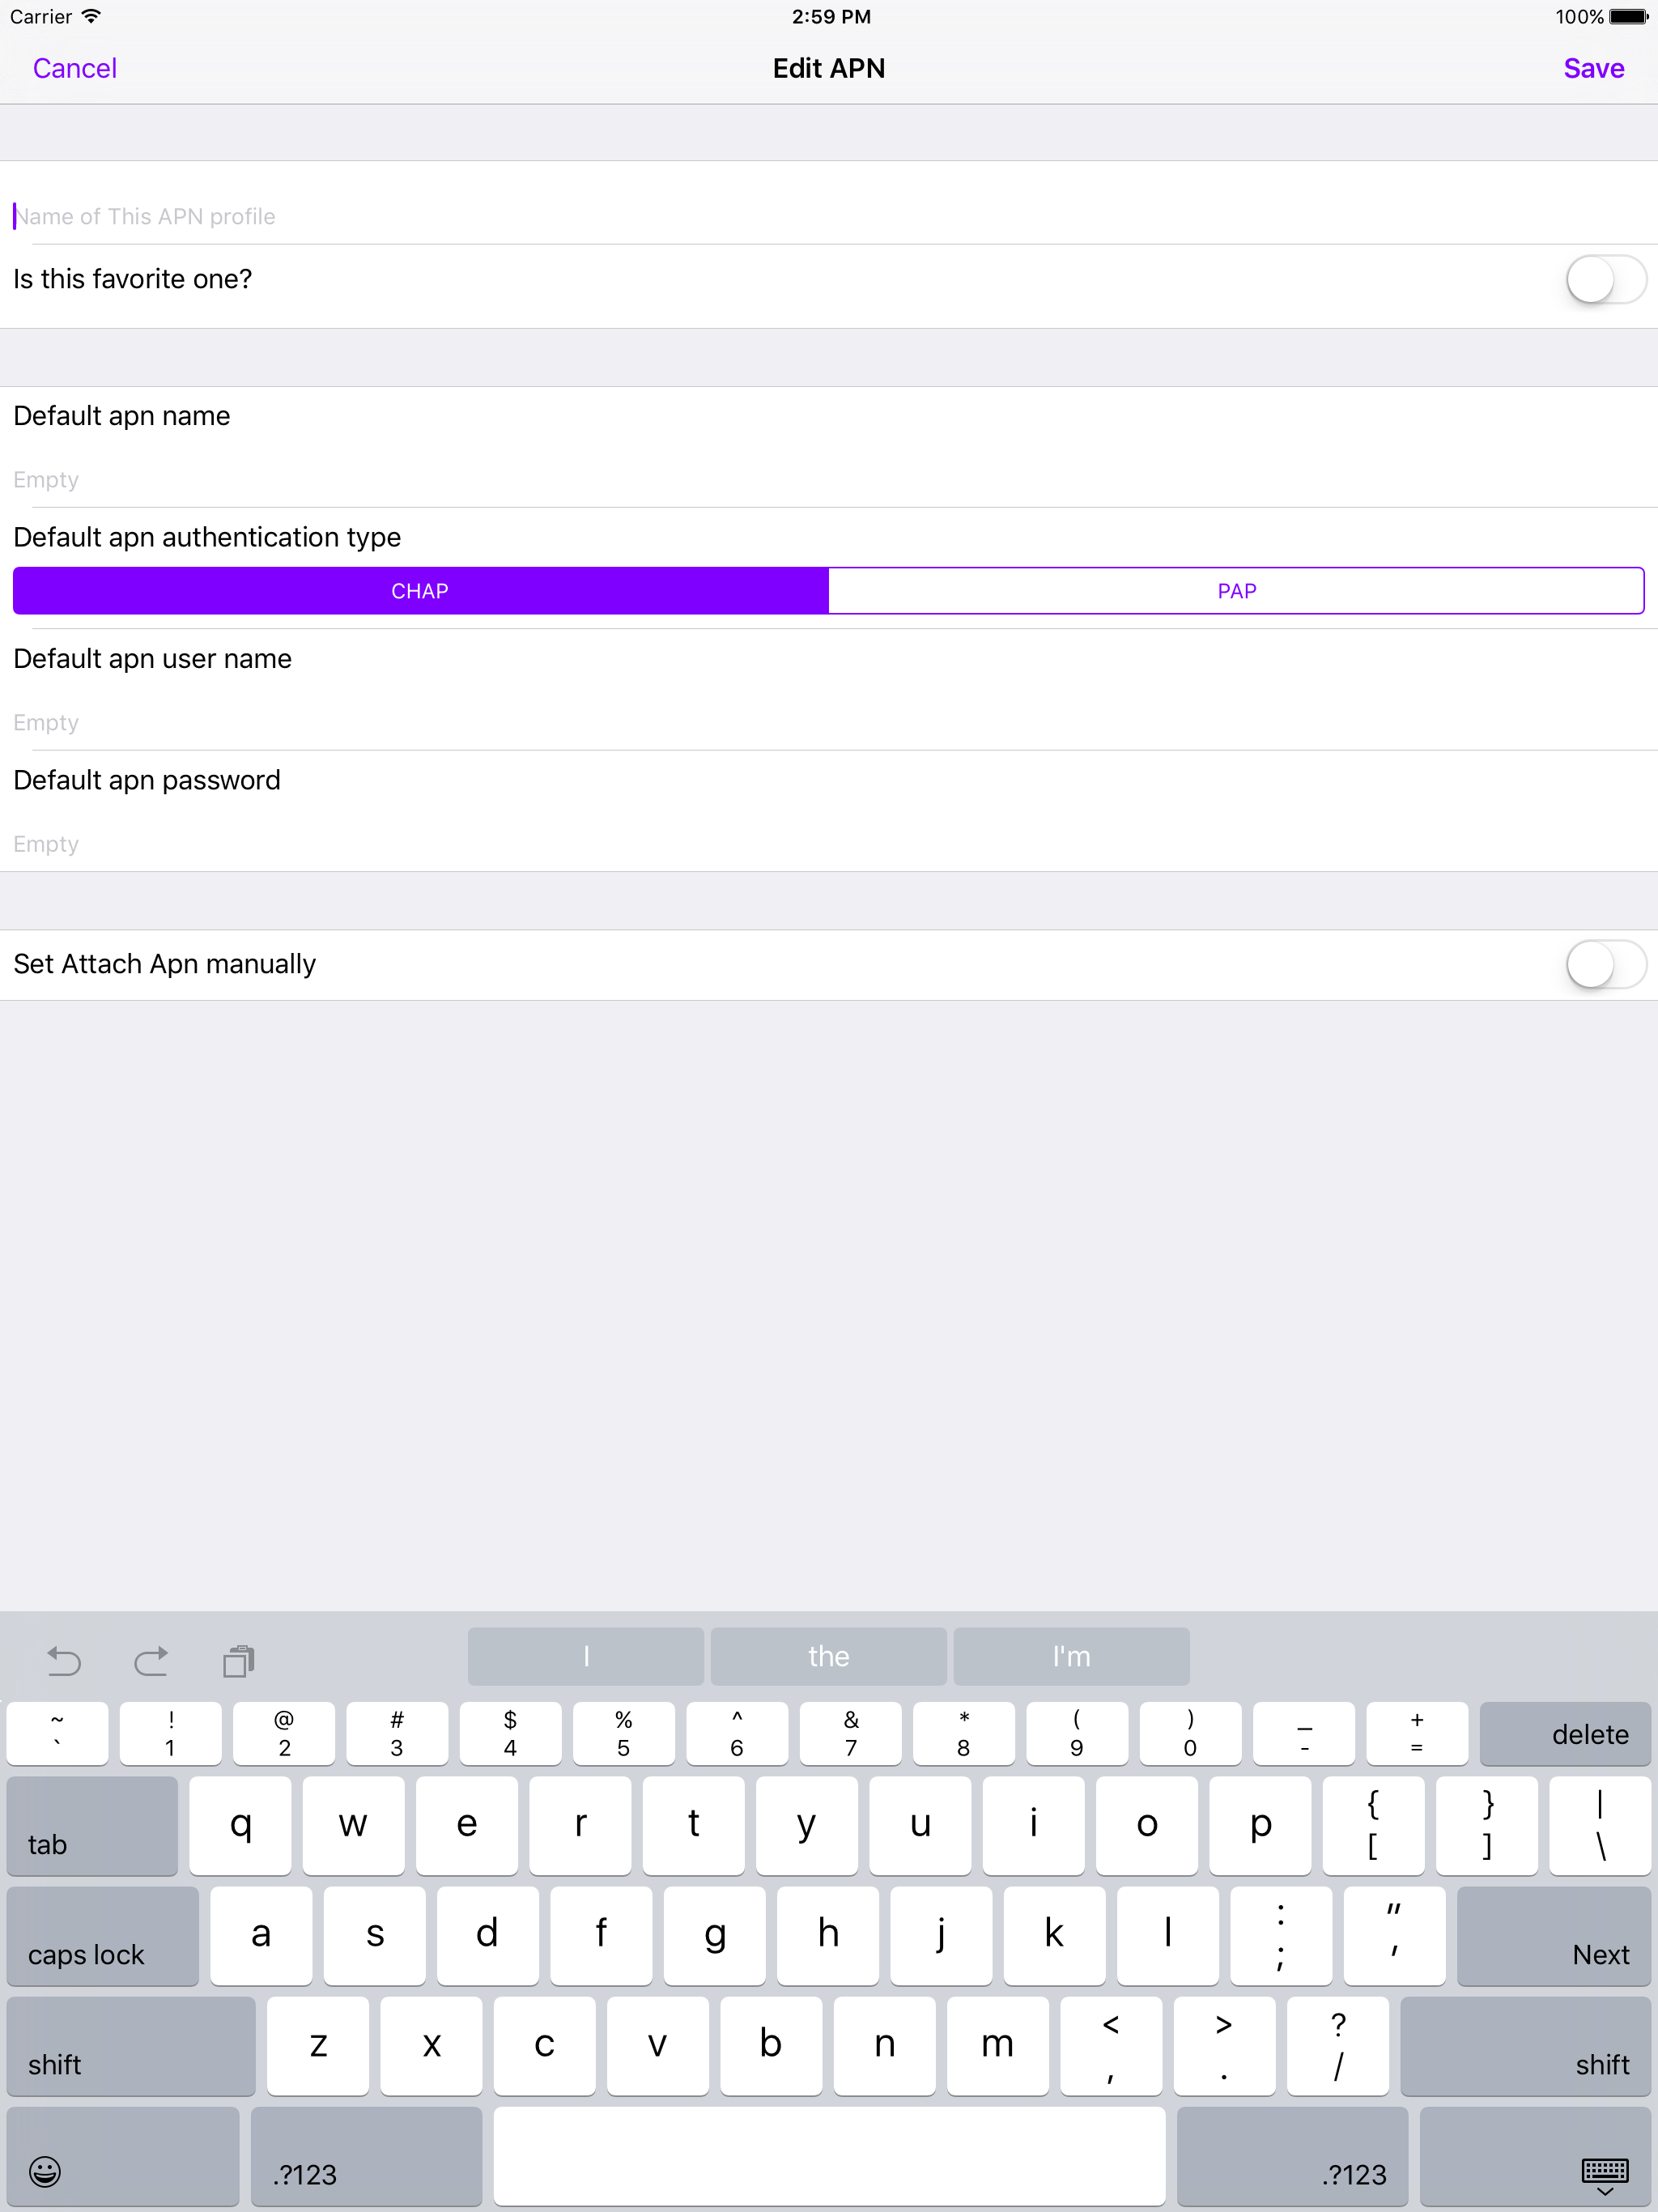 Carrier 2:59 PM 100%
Cancel Edit APN Save
Name of This APN profile
Is this favorite one?
Default apn name
Empty
Default apn authentication type
CHAP PAP
Default apn user name
Empty
Default apn password
Empty
Set Attach Apn manually
I the I'm
~ ! @ # $ % ^ & * ( ) _ +
` 1 2 3 4 5 6 7 8 9 0 - = delete
tab q w e r t y u i o p { [ } ] | \
caps lock a s d f g h j k l : ; " ' Next
shift z x c v b n m < , > . ? / shift
.?123 .?123